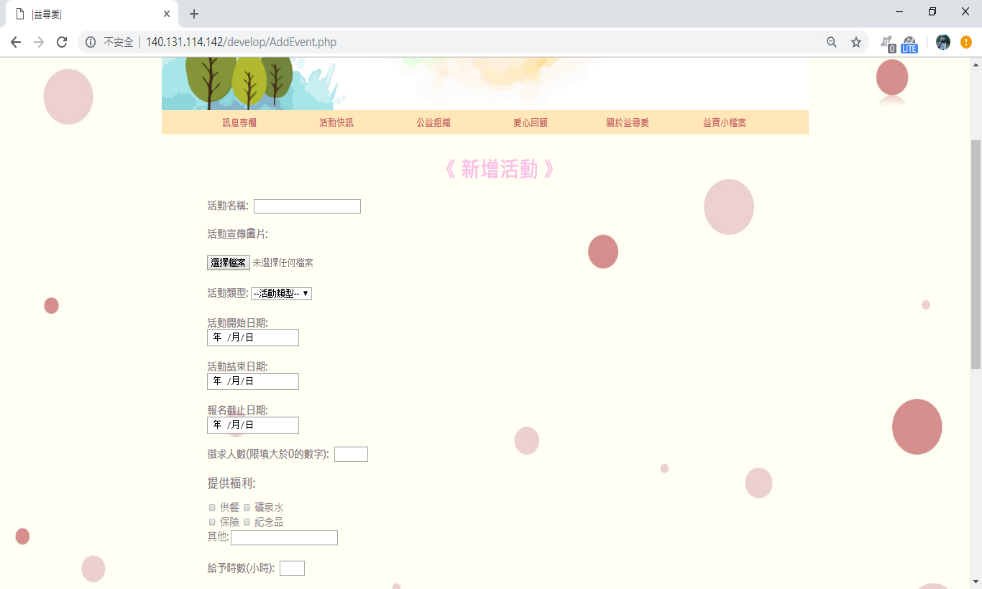 |益尋愛|
不安全 140.131.114.142/develop/AddEvent.php
0 LITE
訊息專欄 活動快訊 公益組織 愛心回顧 關於益尋愛 益寶小檔案
《 新增活動 》
活動名稱:
活動宣傳圖片:
選擇檔案 未選擇任何檔案
活動類型: --活動類型--
活動開始日期:
年 /月/日
活動結束日期:
年 /月/日
報名截止日期:
年 /月/日
徵求人數(限填大於0的數字):
提供福利:
供餐 礦泉水
保險 紀念品
其他:
給予時數(小時):